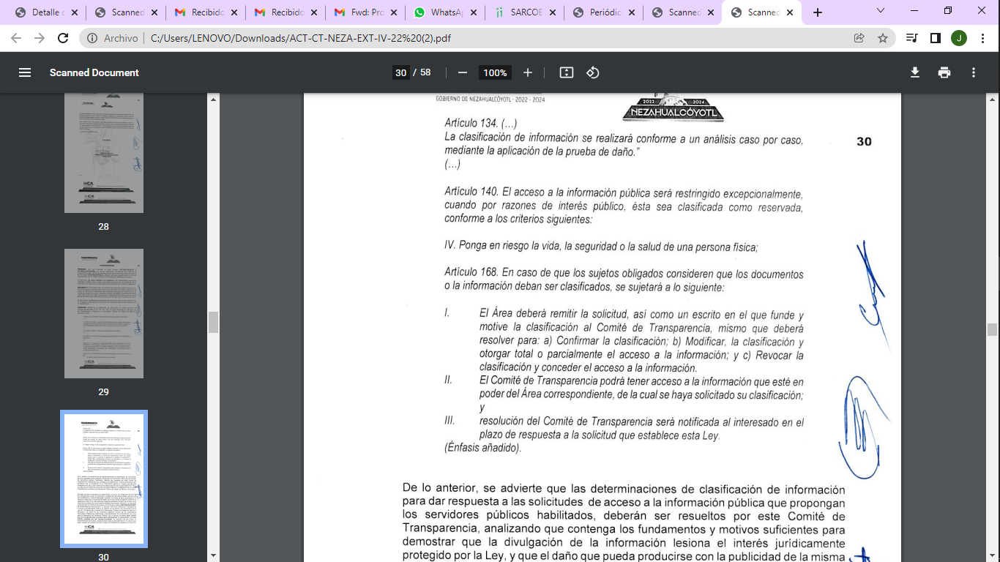 Detalle d
Scanned
Recibido
Recibido
Fwd: Pro
WhatsAp
SARCOE
Periódic
Scanned
Scanned
Archivo | C:/Users/LENOVO/Downloads/ACT-CT-NEZA-EXT-IV-22%20(2).pdf
J
Scanned Document
30 / 58
100%
28
29
30
GOBIERNO DE NEZAHUALCÓYOTL - 2022 - 2024
2022 2024
NEZAHUALCÓYOTL
30
Artículo 134. (...)
La clasificación de información se realizará conforme a un análisis caso por caso,
mediante la aplicación de la prueba de daño."
(...)
Artículo 140. El acceso a la información pública será restringido excepcionalmente,
cuando por razones de interés público, ésta sea clasificada como reservada,
conforme a los criterios siguientes:
IV. Ponga en riesgo la vida, la seguridad o la salud de una persona física;
Artículo 168. En caso de que los sujetos obligados consideren que los documentos
o la información deban ser clasificados, se sujetará a lo siguiente:
I. El Área deberá remitir la solicitud, así como un escrito en el que funde y
motive la clasificación al Comité de Transparencia, mismo que deberá
resolver para: a) Confirmar la clasificación; b) Modificar, la clasificación y
otorgar total o parcialmente el acceso a la información; y c) Revocar la
clasificación y conceder el acceso a la información.
II. El Comité de Transparencia podrá tener acceso a la información que esté en
poder del Área correspondiente, de la cual se haya solicitado su clasificación;
y
III. resolución del Comité de Transparencia será notificada al interesado en el
plazo de respuesta a la solicitud que establece esta Ley.
(Énfasis añadido).
De lo anterior, se advierte que las determinaciones de clasificación de información
para dar respuesta a las solicitudes de acceso a la información pública que propongan
los servidores públicos habilitados, deberán ser resueltos por este Comité de
Transparencia, analizando que contengan los fundamentos y motivos suficientes para
demostrar que la divulgación de la información lesiona el interés jurídicamente
protegido por la Ley, y que el daño que pueda producirse con la publicidad de la misma